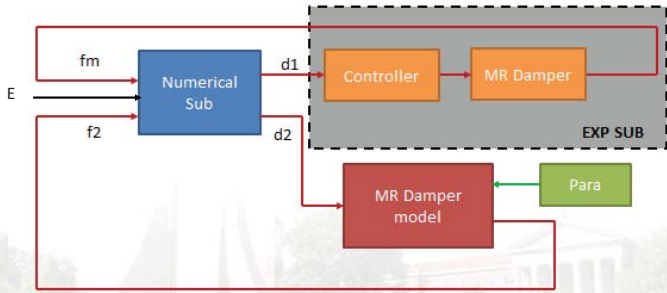 fm
E
f2
Numerical
Sub
d1
d2
Controller
MR Damper
EXP SUB
MR Damper
model
Para